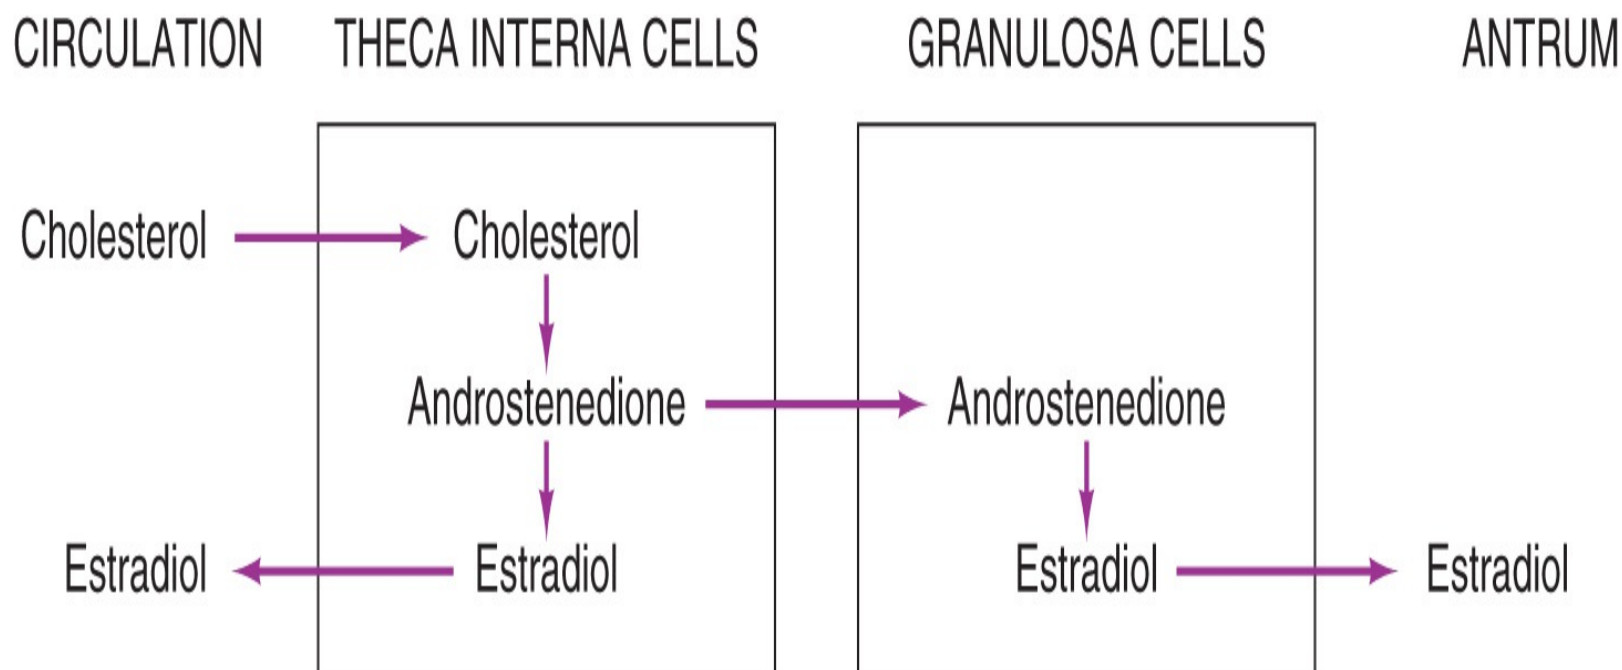 CIRCULATION THECA INTERNA CELLS GRANULOSA CELLS ANTRUM
Cholesterol Cholesterol
Androstenedione Androstenedione
Estradiol Estradiol Estradiol Estradiol